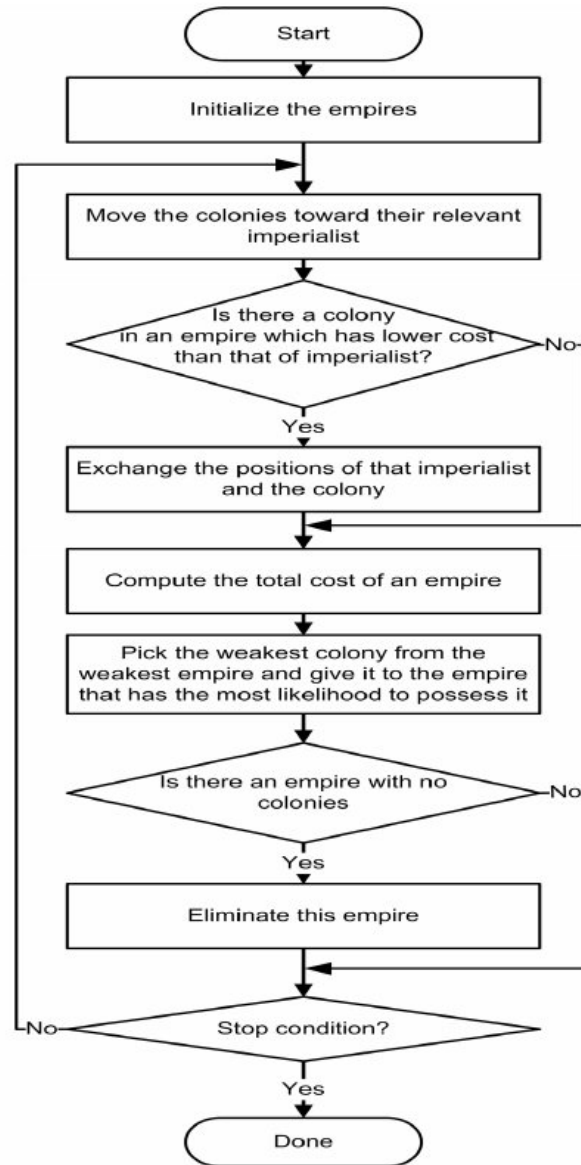 Start
Initialize the empires
Move the colonies toward their relevant
imperialist
Is there a colony
in an empire which has lower cost
than that of imperialist?
No
Yes
Exchange the positions of that imperialist
and the colony
Compute the total cost of an empire
Pick the weakest colony from the
weakest empire and give it to the empire
that has the most likelihood to possess it
Is there an empire with no
colonies
No
Yes
Eliminate this empire
No
Stop condition?
Yes
Done